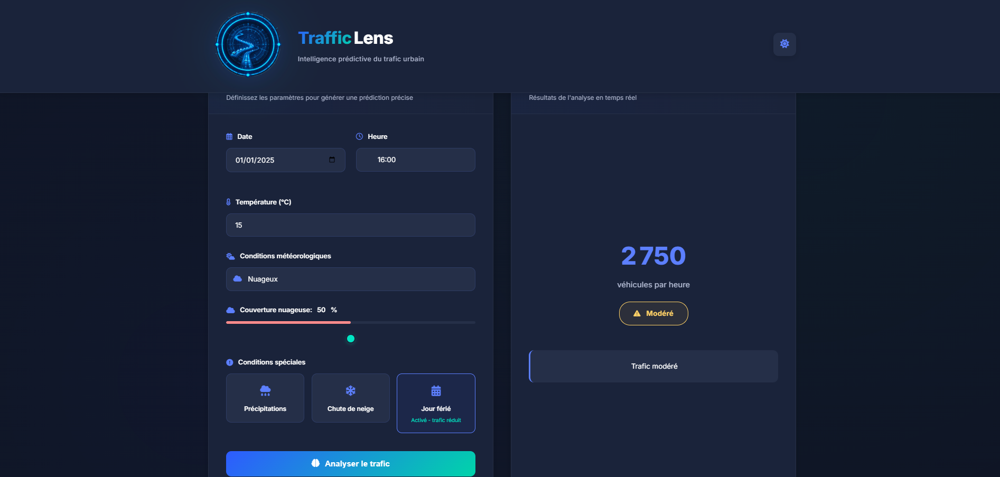 Traffic Lens
Intelligence prédictive du trafic urbain
Définissez les paramètres pour générer une prédiction précise
Date
Heure
01/01/2025
16:00
Température (°C)
15
Conditions météorologiques
Nuageux
Couverture nuageuse: 50 %
Conditions spéciales
Précipitations
Chute de neige
Jour férié
Activé - trafic réduit
Analyser le trafic
Résultats de l'analyse en temps réel
2 750
véhicules par heure
Modéré
Trafic modéré